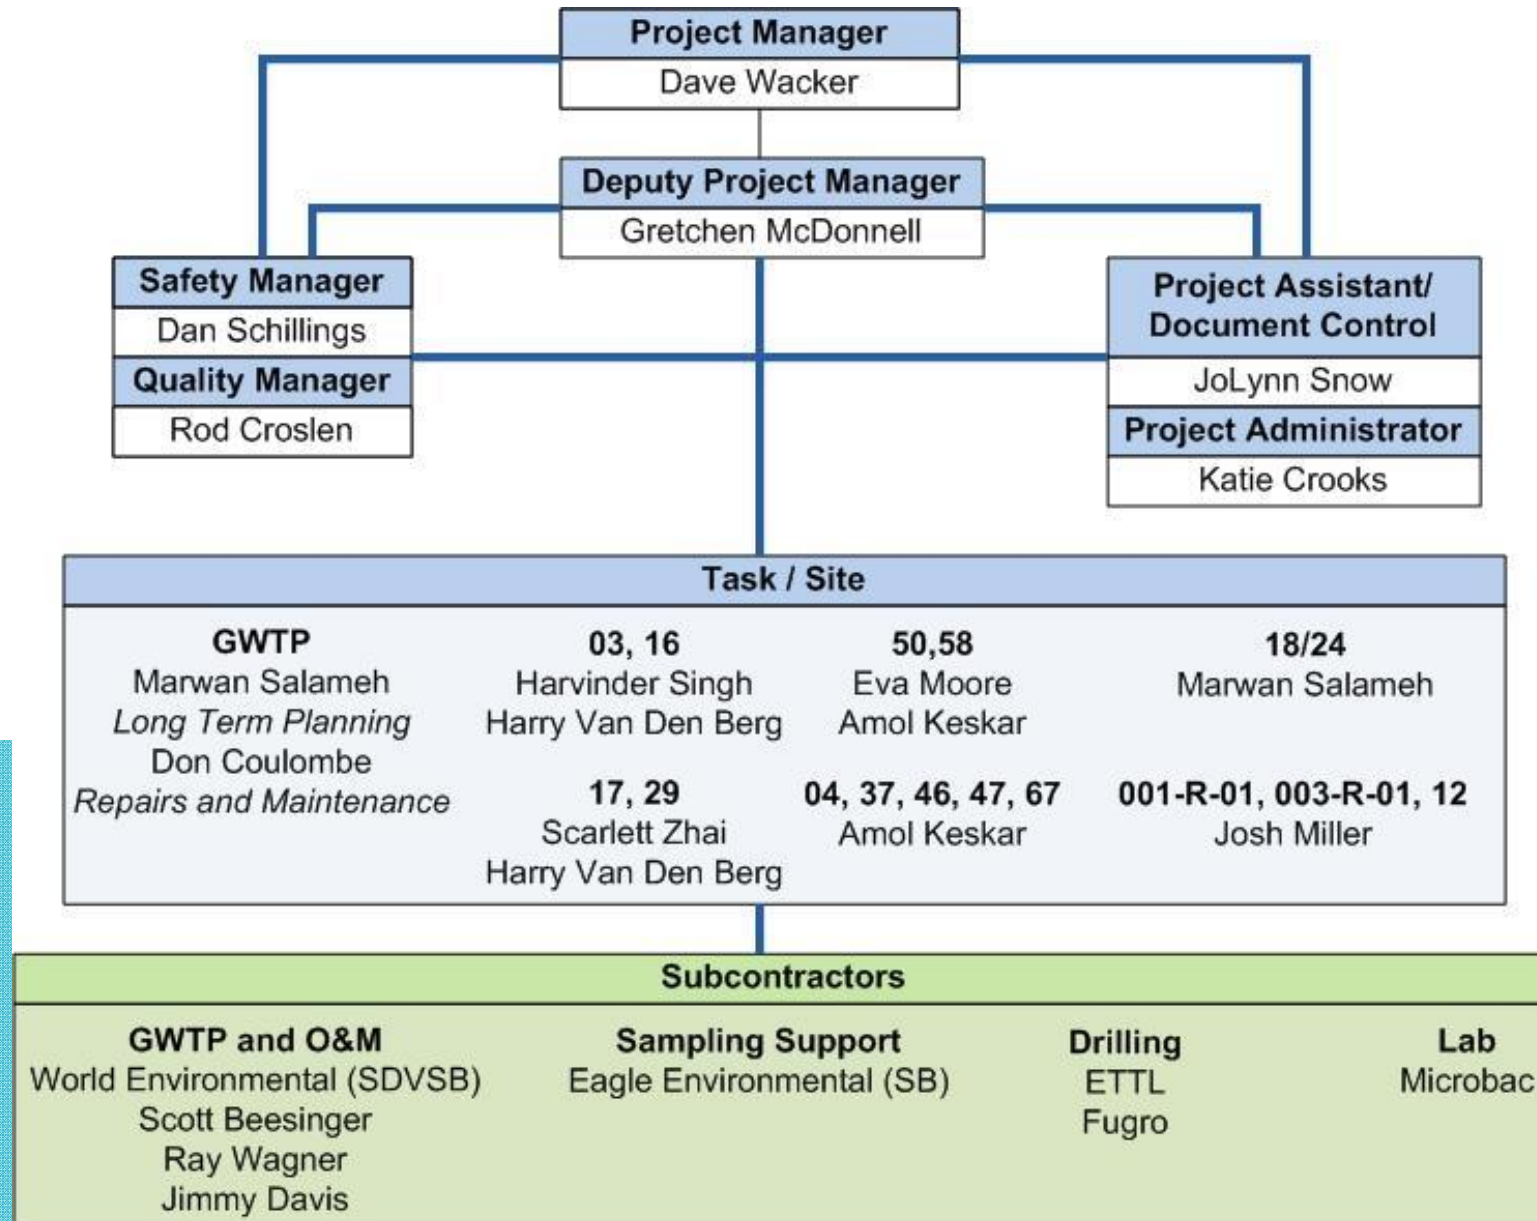 Project Manager
Dave Wacker
Deputy Project Manager
Gretchen McDonnell
Safety Manager
Dan Schillings
Quality Manager
Rod Croslen
Project Assistant/
Document Control
JoLynn Snow
Project Administrator
Katie Crooks
Task / Site
GWTP
Marwan Salameh
Long Term Planning
Don Coulombe
Repairs and Maintenance
03, 16
Harvinder Singh
Harry Van Den Berg
17, 29
Scarlett Zhai
Harry Van Den Berg
50,58
Eva Moore
Amol Keskar
04, 37, 46, 47, 67
Amol Keskar
18/24
Marwan Salameh
001-R-01, 003-R-01, 12
Josh Miller
Subcontractors
GWTP and O&M
World Environmental (SDVSB)
Scott Beesinger
Ray Wagner
Jimmy Davis
Sampling Support
Eagle Environmental (SB)
Drilling
ETTL
Fugro
Lab
Microbac